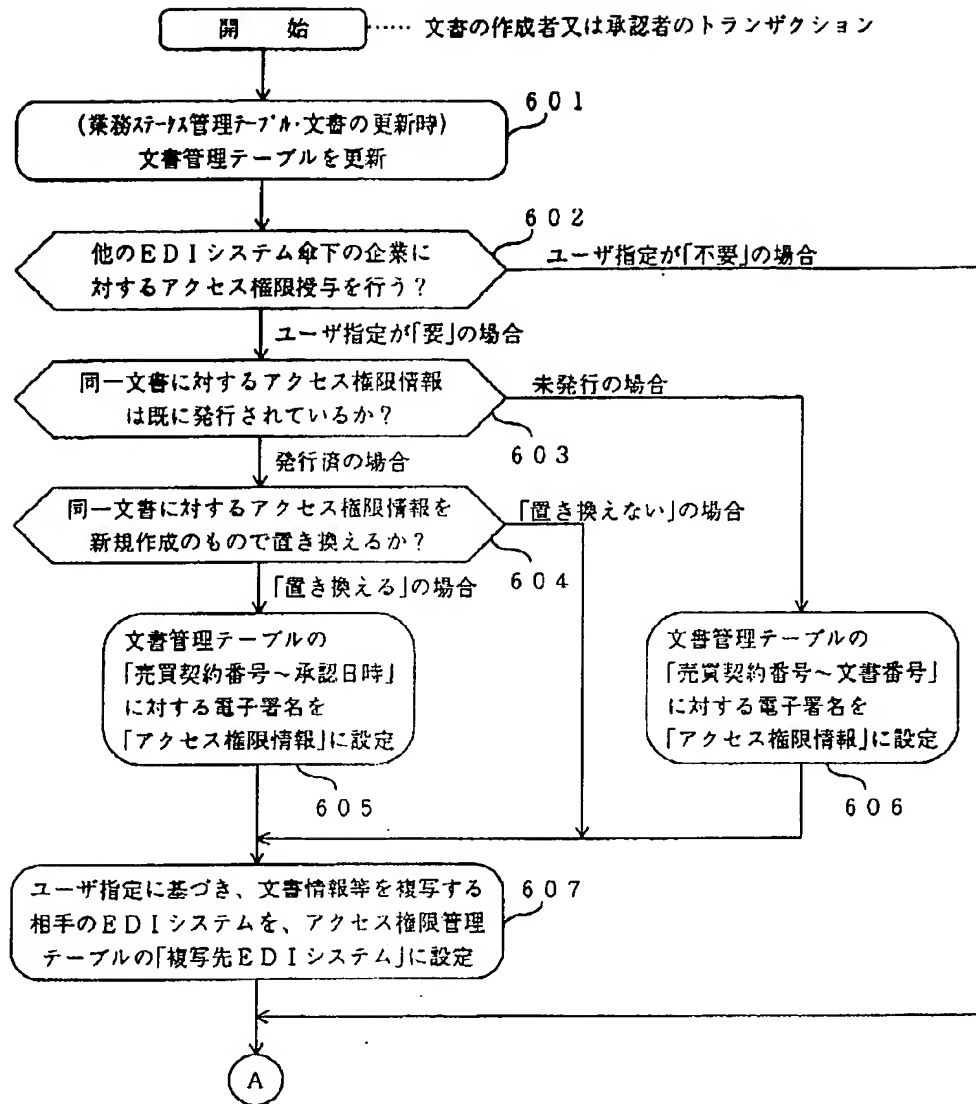 開 始 …… 文書の作成者又は承認者のトランザクション
601
(業務ステータス管理テーブル・文書の更新時)
文書管理テーブルを更新
602
他のEDIシステム傘下の企業に
対するアクセス権限授与を行う?
ユーザ指定が「不要」の場合
ユーザ指定が「要」の場合
同一文書に対するアクセス権限情報
は既に発行されているか?
未発行の場合
603
発行済の場合
同一文書に対するアクセス権限情報を
新規作成のもので置き換えるか?
「置き換えない」の場合
604
「置き換える」の場合
文書管理テーブルの
「売買契約番号~承認日時」
に対する電子署名を
「アクセス権限情報」に設定
605
文書管理テーブルの
「売買契約番号~文書番号」
に対する電子署名を
「アクセス権限情報」に設定
606
ユーザ指定に基づき、文書情報等を複写する
相手のEDIシステムを、アクセス権限管理
テーブルの「複写先EDIシステム」に設定
607
A